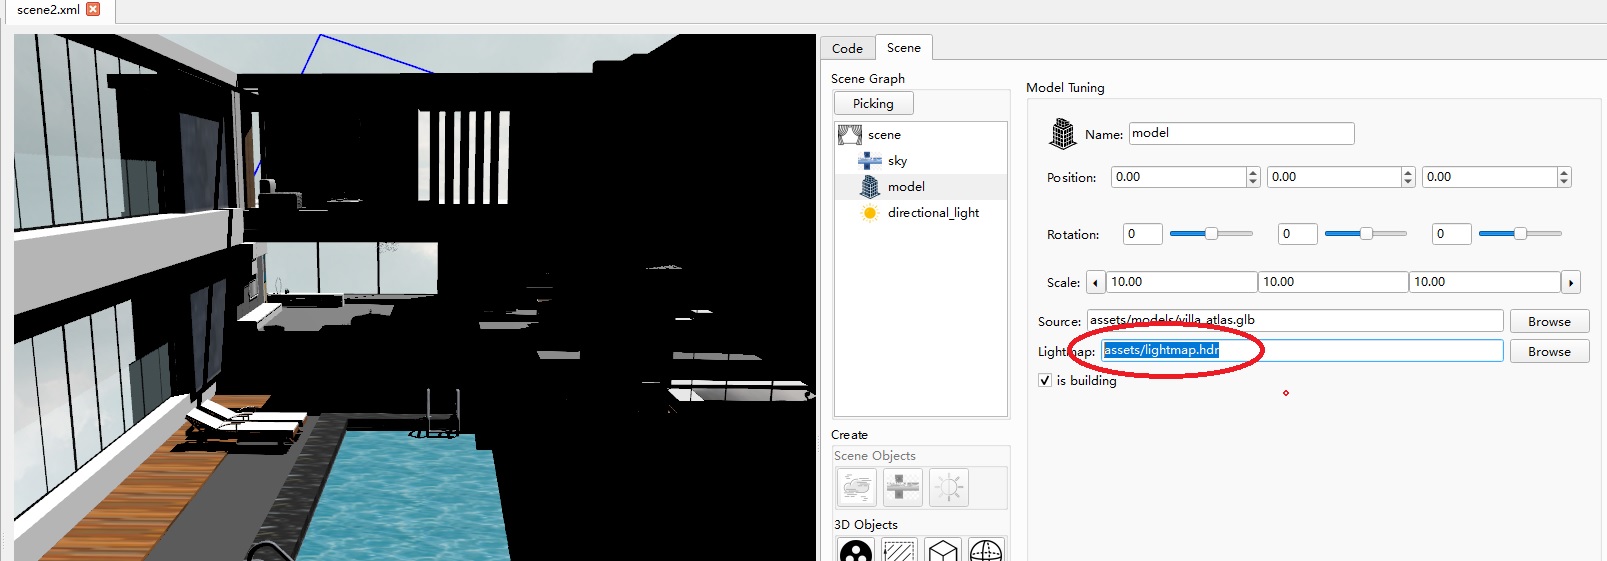 scene2.xml
Code
Scene
Scene Graph
Picking
scene
sky
model
directional_light
Create
Scene Objects
3D Objects
Model Tuning
Name: model
Position: 0.00 0.00 0.00
Rotation: 0 0 0
Scale: 10.00 10.00 10.00
Source: assets/models/villa_atlas.glb Browse
Lightmap: assets/lightmap.hdr Browse
is building